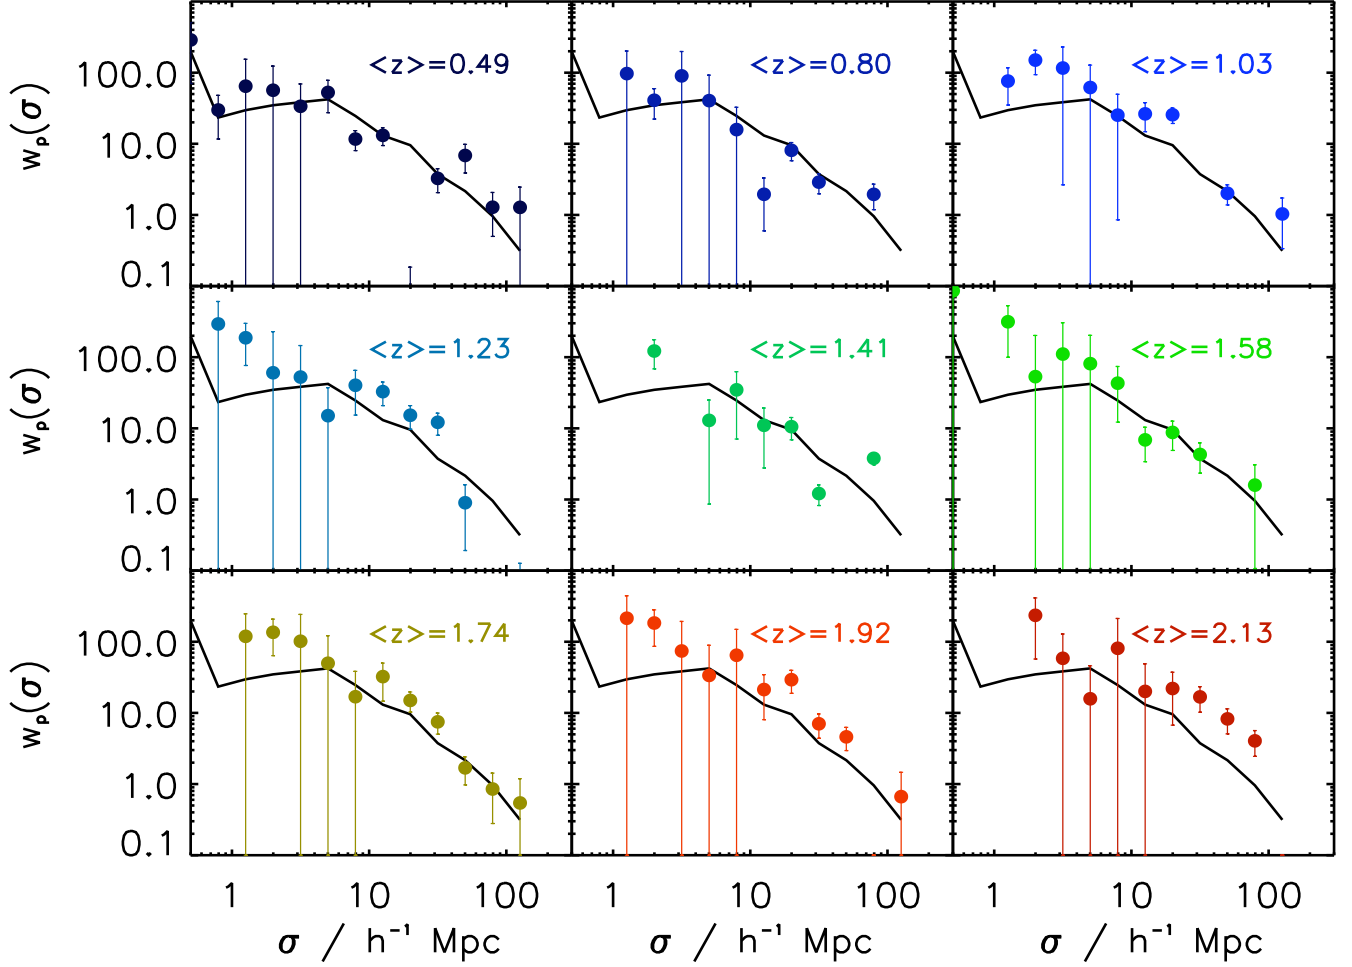 <z>=0.49 <z>=0.80 <z>=1.03
100.0
10.0
1.0
0.1
wp(σ)
<z>=1.23 <z>=1.41 <z>=1.58
100.0
10.0
1.0
0.1
wp(σ)
<z>=1.74 <z>=1.92 <z>=2.13
100.0
10.0
1.0
0.1
wp(σ)
1 10 100 1 10 100 1 10 100
σ / h⁻¹ Mpc σ / h⁻¹ Mpc σ / h⁻¹ Mpc